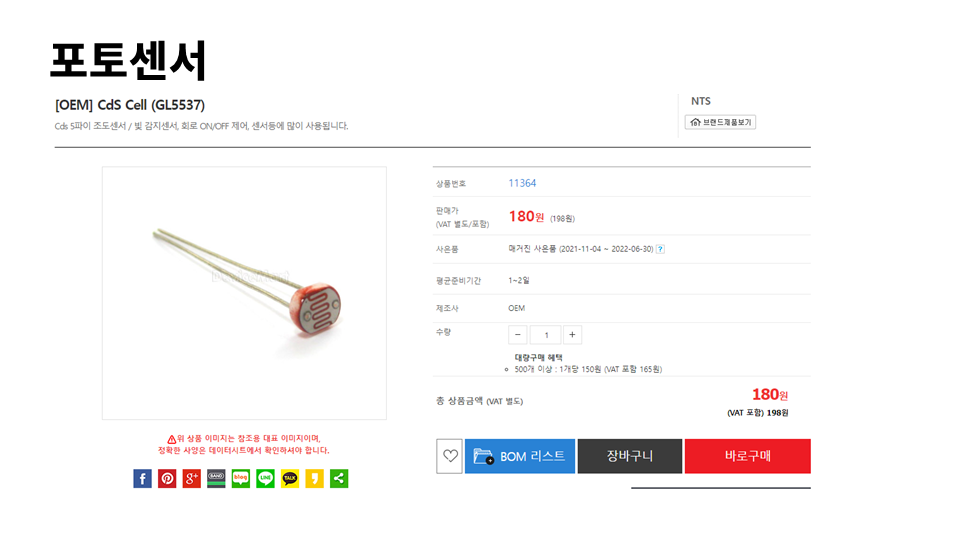 포토센서
[OEM] CdS Cell (GL5537)
Cds 5파이 조도센서 / 빛 감지센서, 회로 ON/OFF 제어, 센서등에 많이 사용됩니다.
NTS
브랜드제품보기
상품번호 11364
판매가 180원 (198원)
(VAT 별도/포함)
사은품 매거진 사은품 (2021-11-04 ~ 2022-06-30) ?
평균준비기간 1~2일
제조사 OEM
수량 − 1 +
대량구매 혜택
500개 이상 : 1개당 150원 (VAT 포함 165원)
총 상품금액 (VAT 별도) 180원
(VAT 포함) 198원
위 상품 이미지는 참조용 대표 이미지이며,
정확한 사양은 데이터시트에서 확인하셔야 합니다.
BAND blog LINE TALK
BOM 리스트 장바구니 바로구매